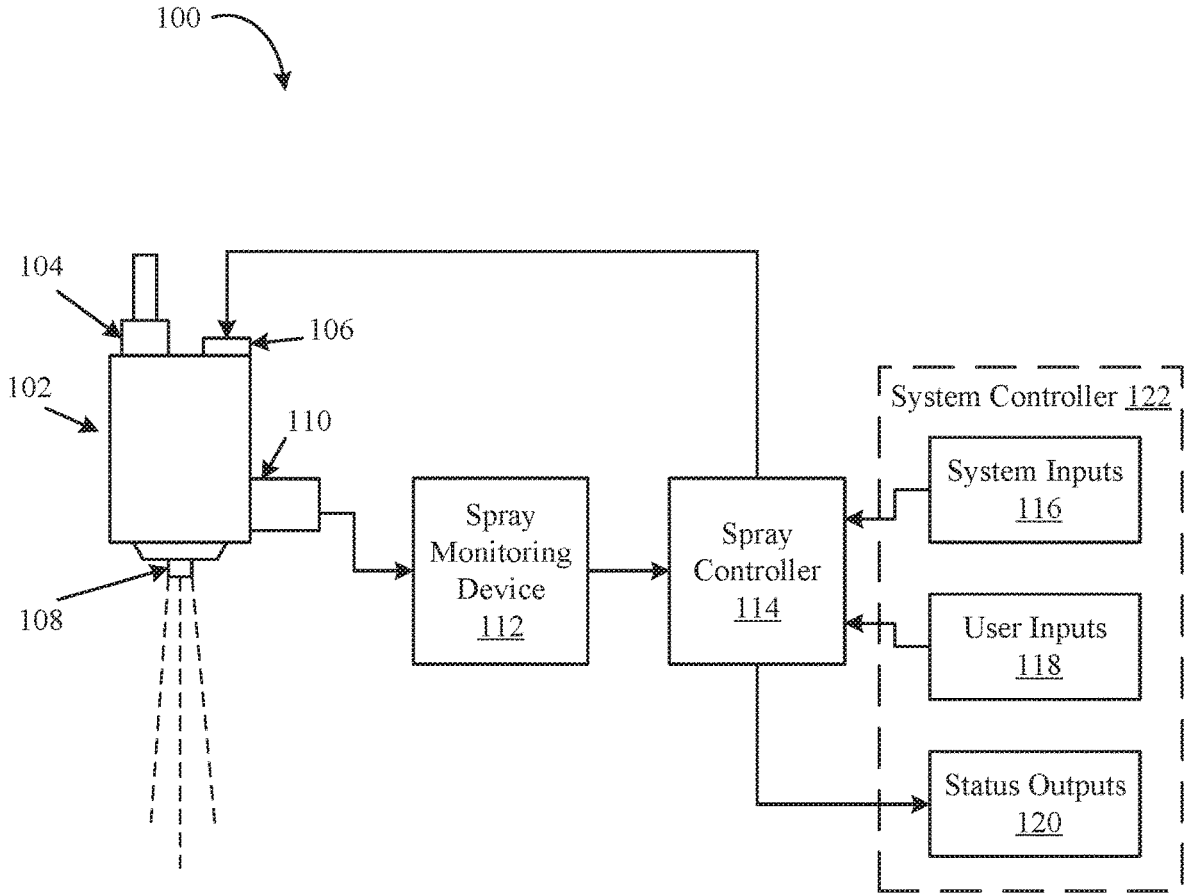 100
104
106
102
110
System Controller 122
System Inputs
116
Spray
Monitoring
Device
112
Spray
Controller
114
108
User Inputs
118
Status Outputs
120